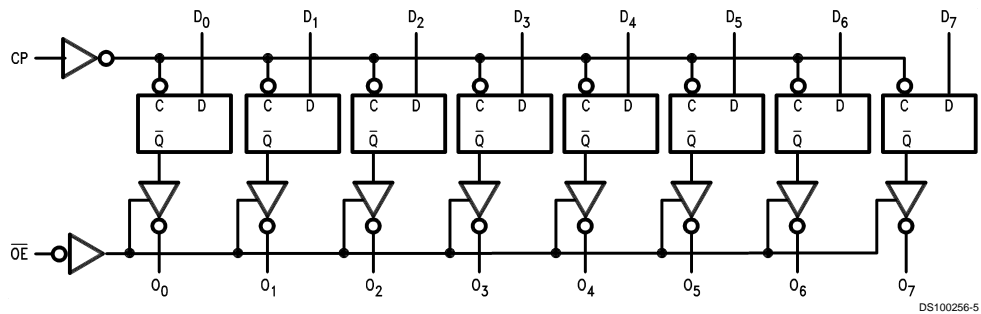 D0 D1 D2 D3 D4 D5 D6 D7
CP
C D C D C D C D C D C D C D C D
Q̅ Q̅ Q̅ Q̅ Q̅ Q̅ Q̅ Q̅
O̅E̅
O0 O1 O2 O3 O4 O5 O6 O7
DS100256-5